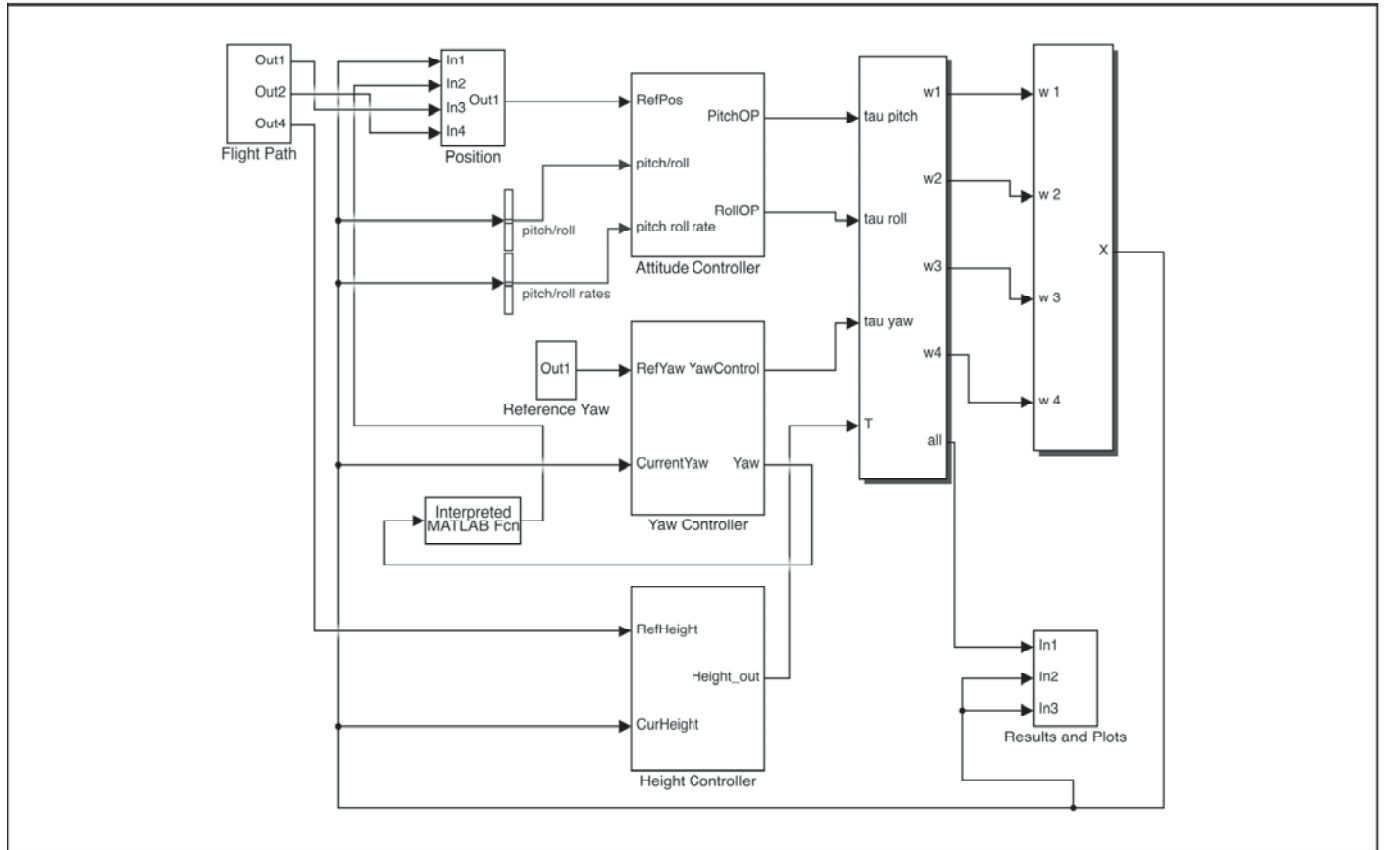 Out1
Out2
Out4
Flight Path
In1
In2
In3
In4
Out1
Position
pitch/roll
pitch/roll rates
RefPos
pitch/roll
pitch roll rate
PitchOP
RollOP
Attitude Controller
Out1
Reference Yaw
RefYaw YawControl
CurrentYaw Yaw
Yaw Controller
Interpreted
MATLAB Fcn
RefHeight
Height_out
CurHeight
Height Controller
tau pitch
tau roll
tau yaw
T
w1
w2
w3
w4
all
w 1
w 2
w 3
w 4
X
In1
In2
In3
Results and Plots